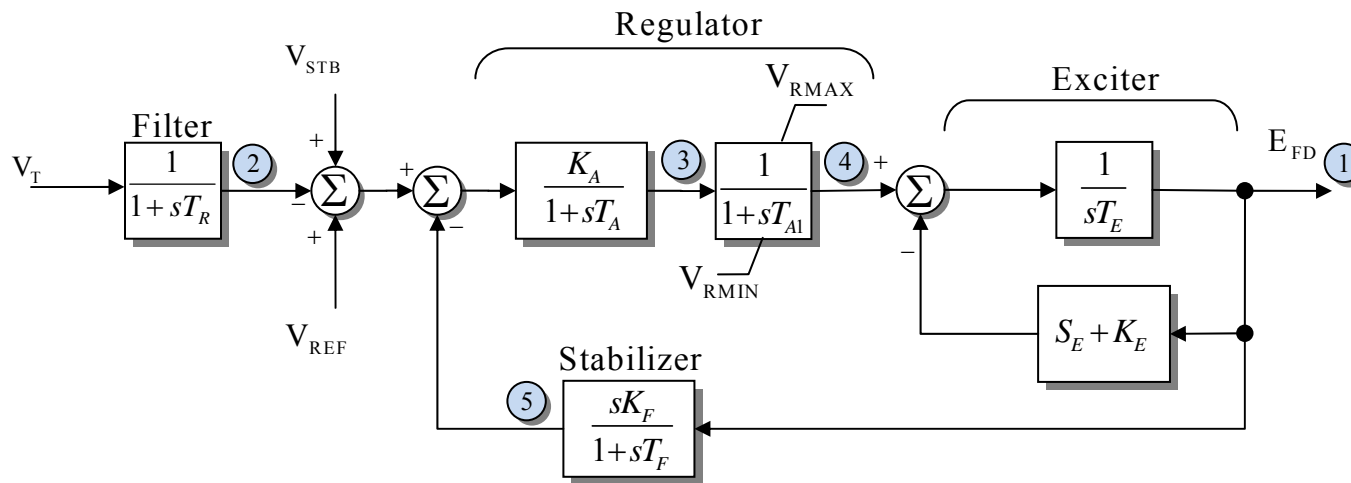 Regulator
V_STB
V_RMAX
Exciter
Filter
+
2
+
3
4
+
E_FD
1
V_T
1
1+sT_R
−
Σ
Σ
K_A
1+sT_A
1
1+sT_A1
Σ
1
sT_E
+
−
−
V_RMIN
V_REF
S_E+K_E
Stabilizer
5
sK_F
1+sT_F